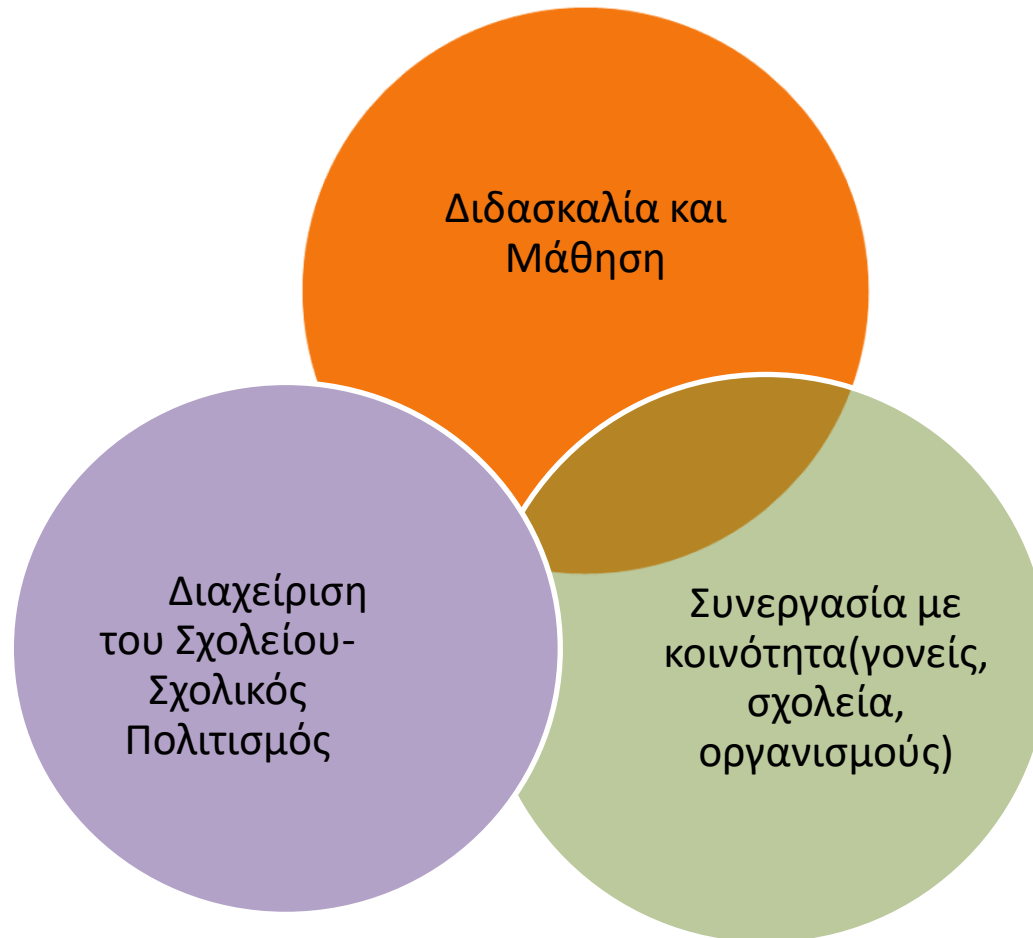 Διδασκαλία και
Μάθηση
Διαχείριση
του Σχολείου-
Σχολικός
Πολιτισμός
Συνεργασία με
κοινότητα(γονείς,
σχολεία,
οργανισμούς)